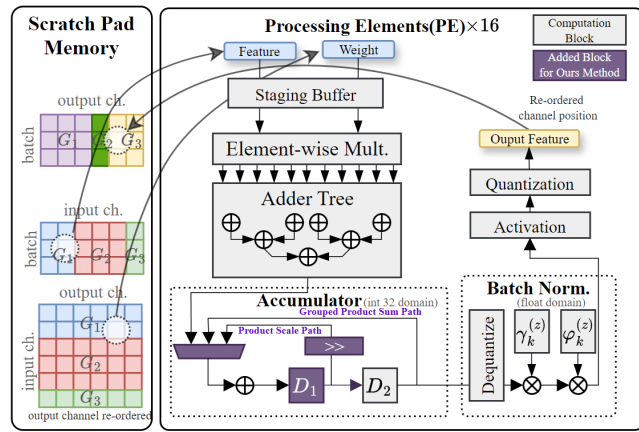 Scratch Pad
Memory
output ch.
batch
G1
G2
G3
input ch.
batch
G1
G2
G3
output ch.
input ch.
G1
G2
G3
output channel re-ordered
Processing Elements(PE)×16
Feature
Weight
Computation
Block
Added Block
for Ours Method
Staging Buffer
Element-wise Mult.
Adder Tree
Re-ordered
channel position
Ouput Feature
Quantization
Activation
Accumulator(int 32 domain)
Grouped Product Sum Path
Product Scale Path
>>
D1
D2
Batch Norm.
(float domain)
Dequantize
γk(z)
φk(z)